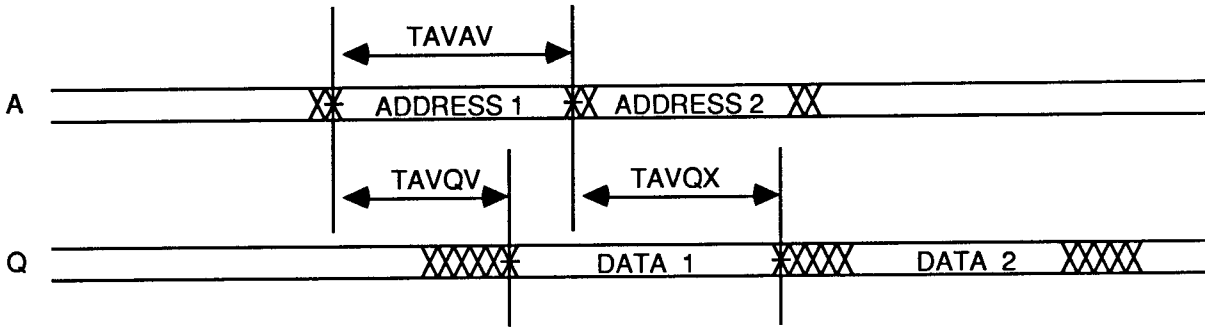 TAVAV
A ADDRESS 1 ADDRESS 2
TAVQV TAVQX
Q DATA 1 DATA 2